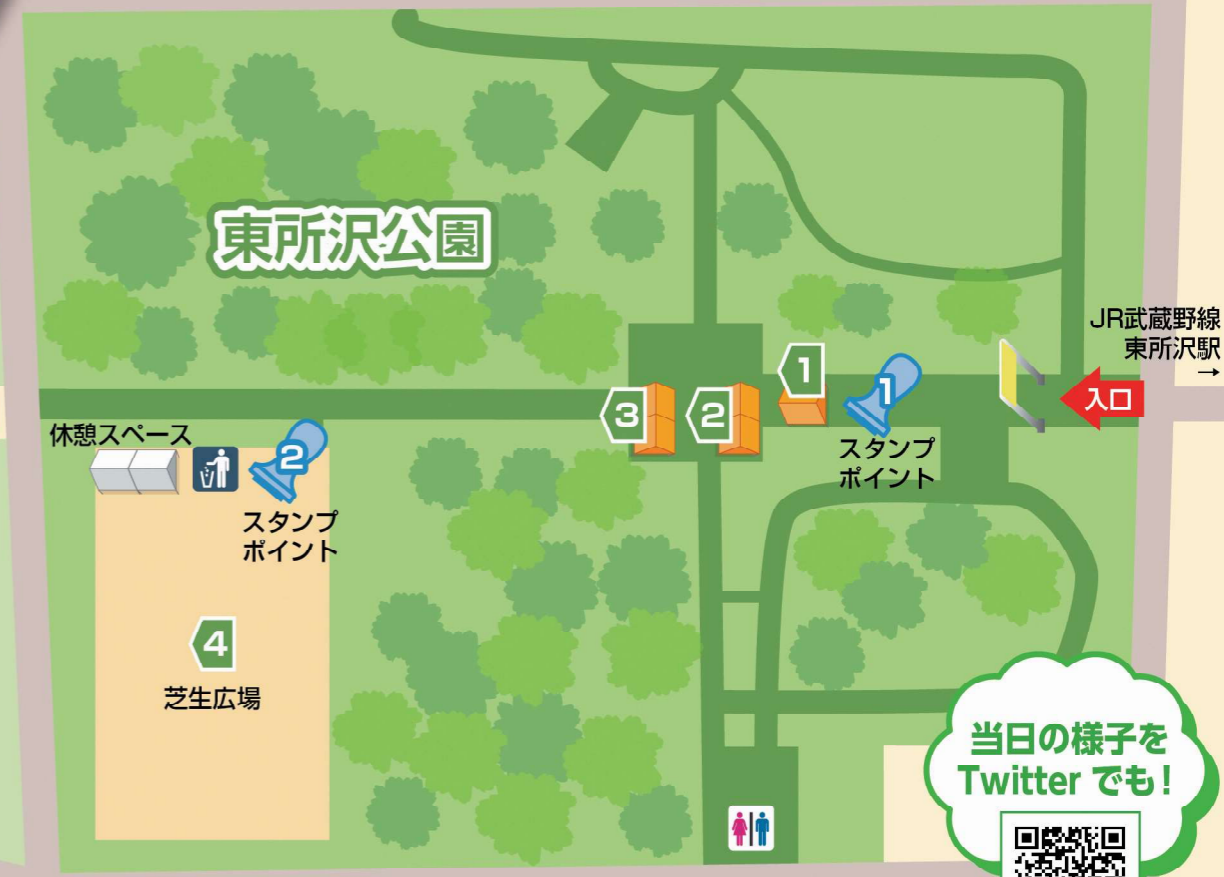 東所沢公園
JR武蔵野線
東所沢駅
→
入口
1
1
スタンプ
ポイント
2
3
休憩スペース
2
スタンプ
ポイント
4
芝生広場
当日の様子を
Twitter でも!